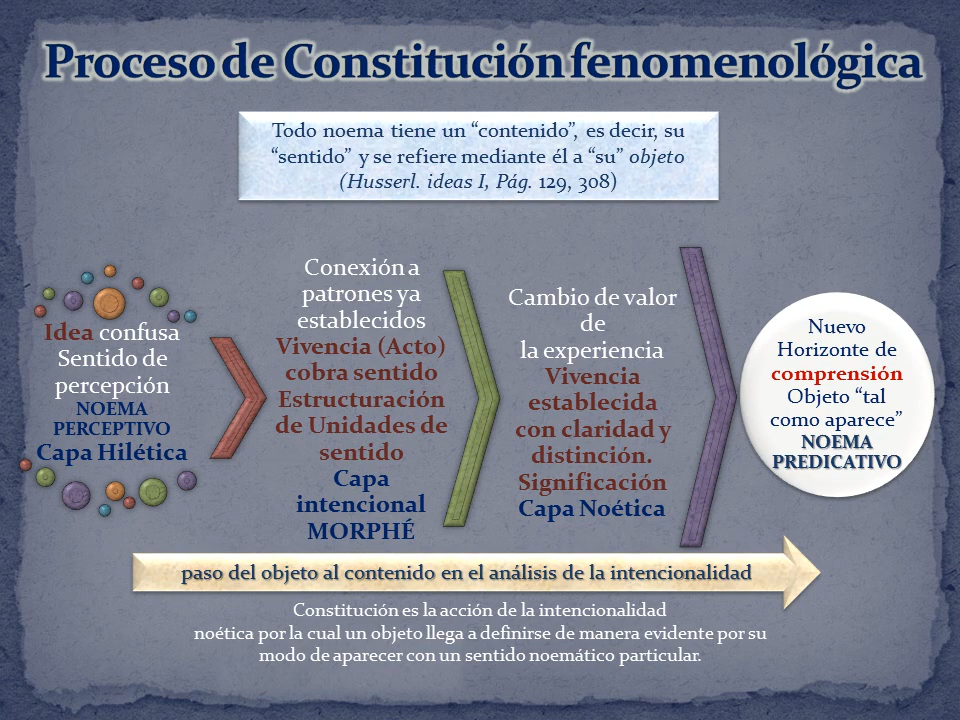 Proceso de Constitución fenomenológica
Todo noema tiene un “contenido”, es decir, su
“sentido” y se refiere mediante él a “su” objeto
(Husserl. ideas I, Pág. 129, 308)
Idea confusa
Sentido de
percepción
NOEMA
PERCEPTIVO
Capa Hilética
Conexión a
patrones ya
establecidos
Vivencia (Acto)
cobra sentido
Estructuración
de Unidades de
sentido
Capa
intencional
MORPHÉ
Cambio de valor
de
la experiencia
Vivencia
establecida
con claridad y
distinción.
Significación
Capa Noética
Nuevo
Horizonte de
comprensión
Objeto “tal
como aparece”
NOEMA
PREDICATIVO
paso del objeto al contenido en el análisis de la intencionalidad
Constitución es la acción de la intencionalidad
noética por la cual un objeto llega a definirse de manera evidente por su
modo de aparecer con un sentido noemático particular.